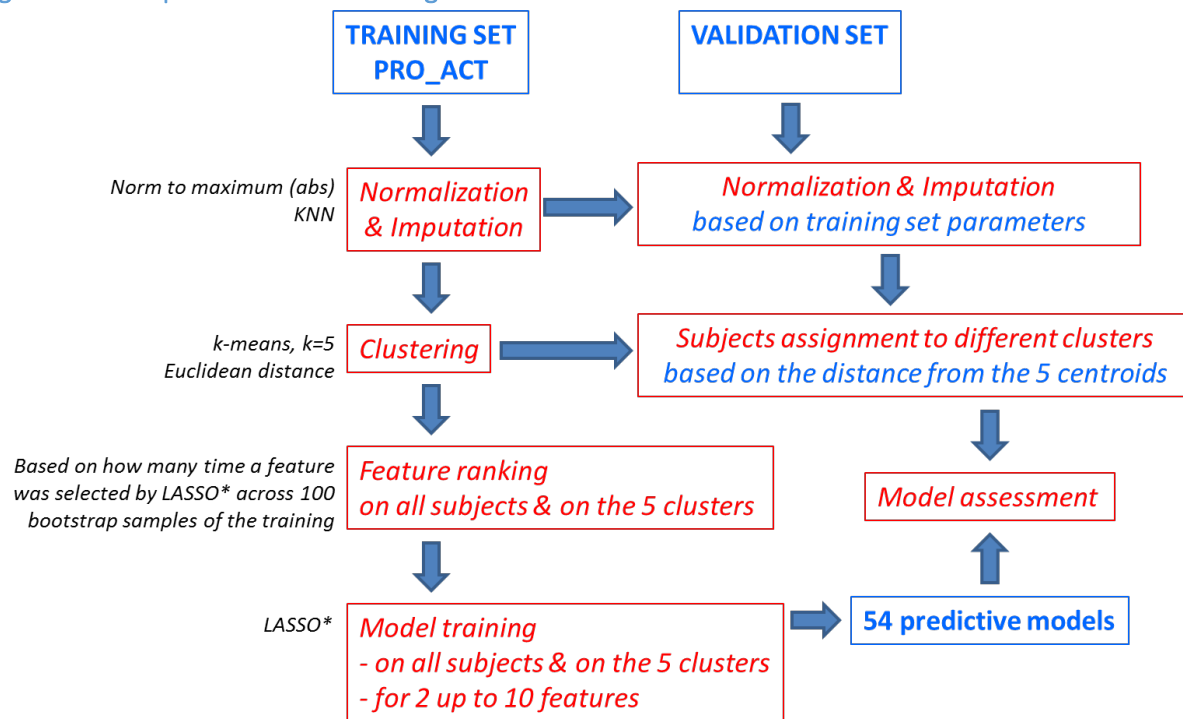 TRAINING SET
PRO_ACT
VALIDATION SET
Norm to maximum (abs)
KNN
Normalization
& Imputation
Normalization & Imputation
based on training set parameters
k-means, k=5
Euclidean distance
Clustering
Subjects assignment to different clusters
based on the distance from the 5 centroids
Based on how many time a feature
was selected by LASSO* across 100
bootstrap samples of the training
Feature ranking
on all subjects & on the 5 clusters
Model assessment
LASSO*
Model training
- on all subjects & on the 5 clusters
- for 2 up to 10 features
54 predictive models